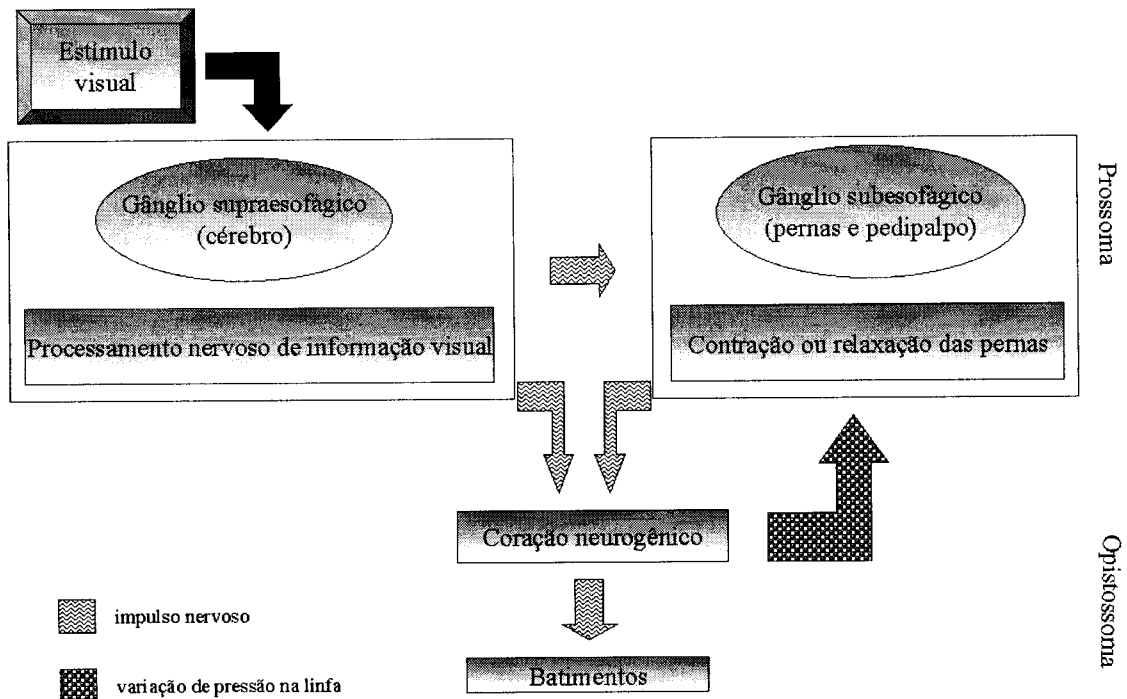 Estímulo
visual
Gânglio supraesofágico
(cérebro)
Processamento nervoso de informação visual
Gânglio subesofágico
(pernas e pedipalpo)
Contração ou relaxação das pernas
Prossoma
Coração neurogênico
Batimentos
Opistossoma
impulso nervoso
variação de pressão na linfa